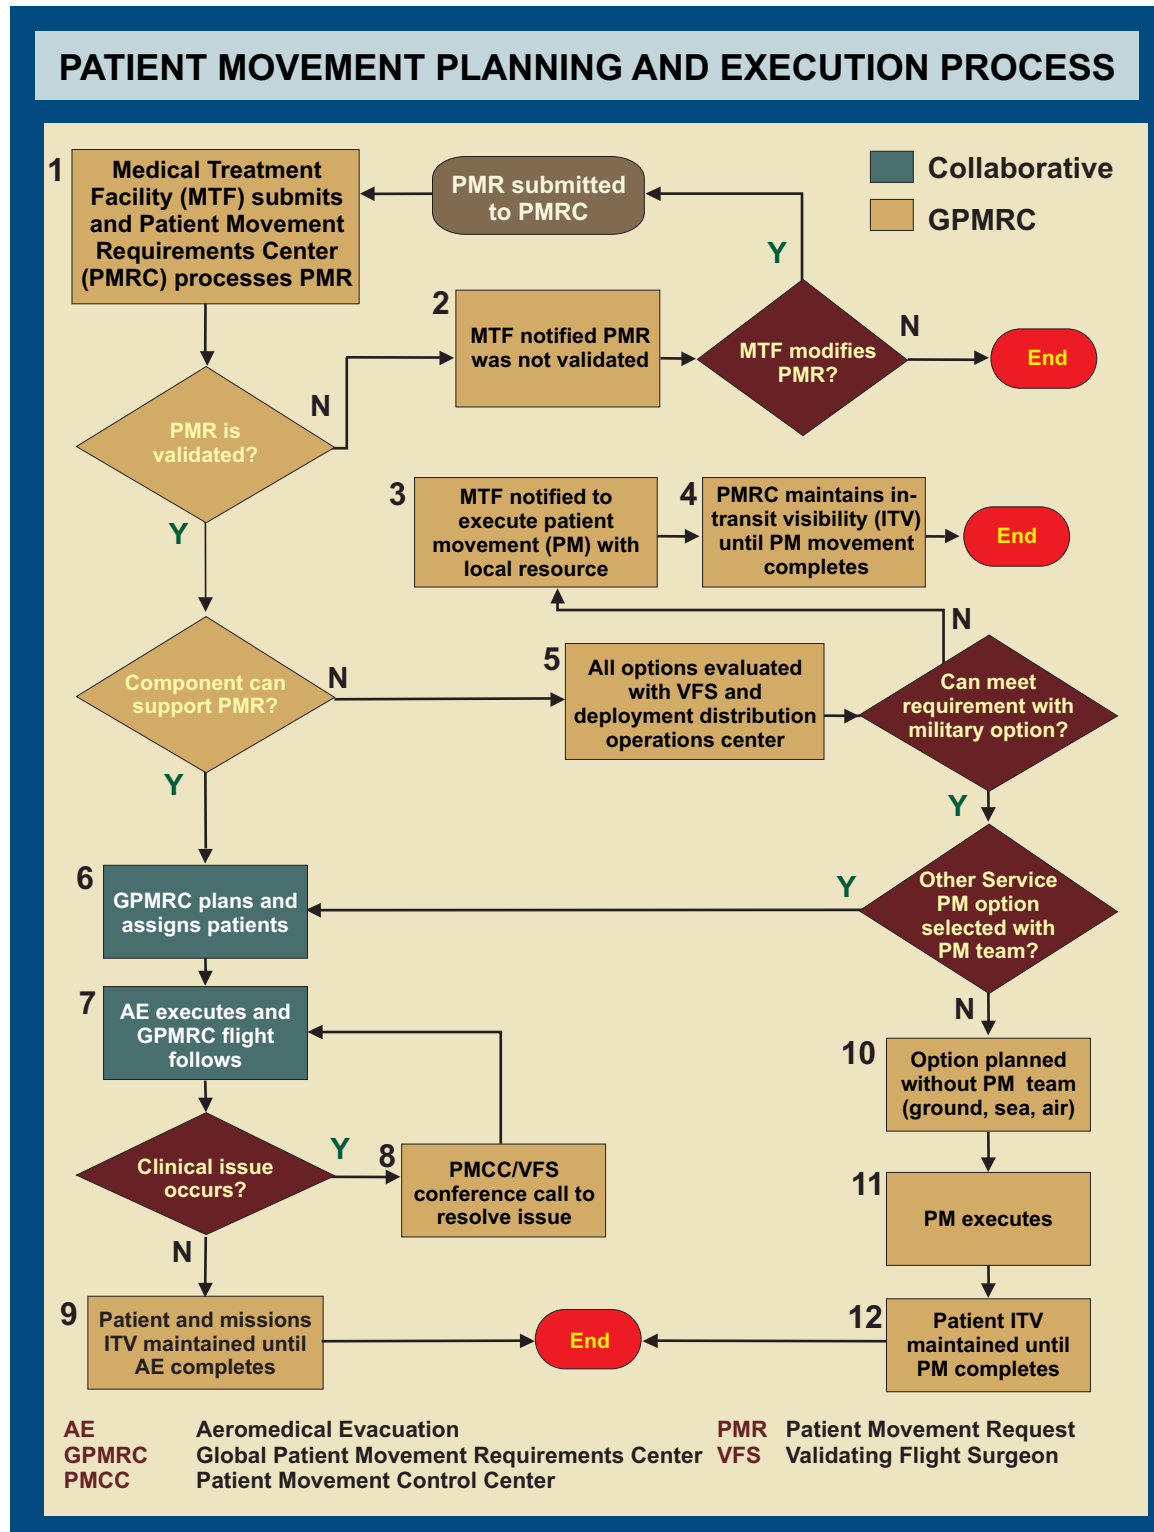 PATIENT MOVEMENT PLANNING AND EXECUTION PROCESS
1
Medical Treatment
Facility (MTF) submits
and Patient Movement
Requirements Center
(PMRC) processes PMR
PMR submitted
to PMRC
Collaborative
GPMRC
Y
2
MTF notified PMR
was not validated
MTF modifies
PMR?
N
End
PMR is
validated?
N
Y
3
MTF notified to
execute patient
movement (PM) with
local resource
4
PMRC maintains in-
transit visibility (ITV)
until PM movement
completes
End
N
Component can
support PMR?
N
5
All options evaluated
with VFS and
deployment distribution
operations center
Can meet
requirement with
military option?
Y
Y
6
GPMRC plans and
assigns patients
Y
Other Service
PM option
selected with
PM team?
7
AE executes and
GPMRC flight
follows
N
10
Option planned
without PM team
(ground, sea, air)
Clinical issue
occurs?
Y
8
PMCC/VFS
conference call to
resolve issue
11
PM executes
N
9
Patient and missions
ITV maintained until
AE completes
End
12
Patient ITV
maintained until
PM completes
AE Aeromedical Evacuation
GPMRC Global Patient Movement Requirements Center
PMCC Patient Movement Control Center
PMR Patient Movement Request
VFS Validating Flight Surgeon